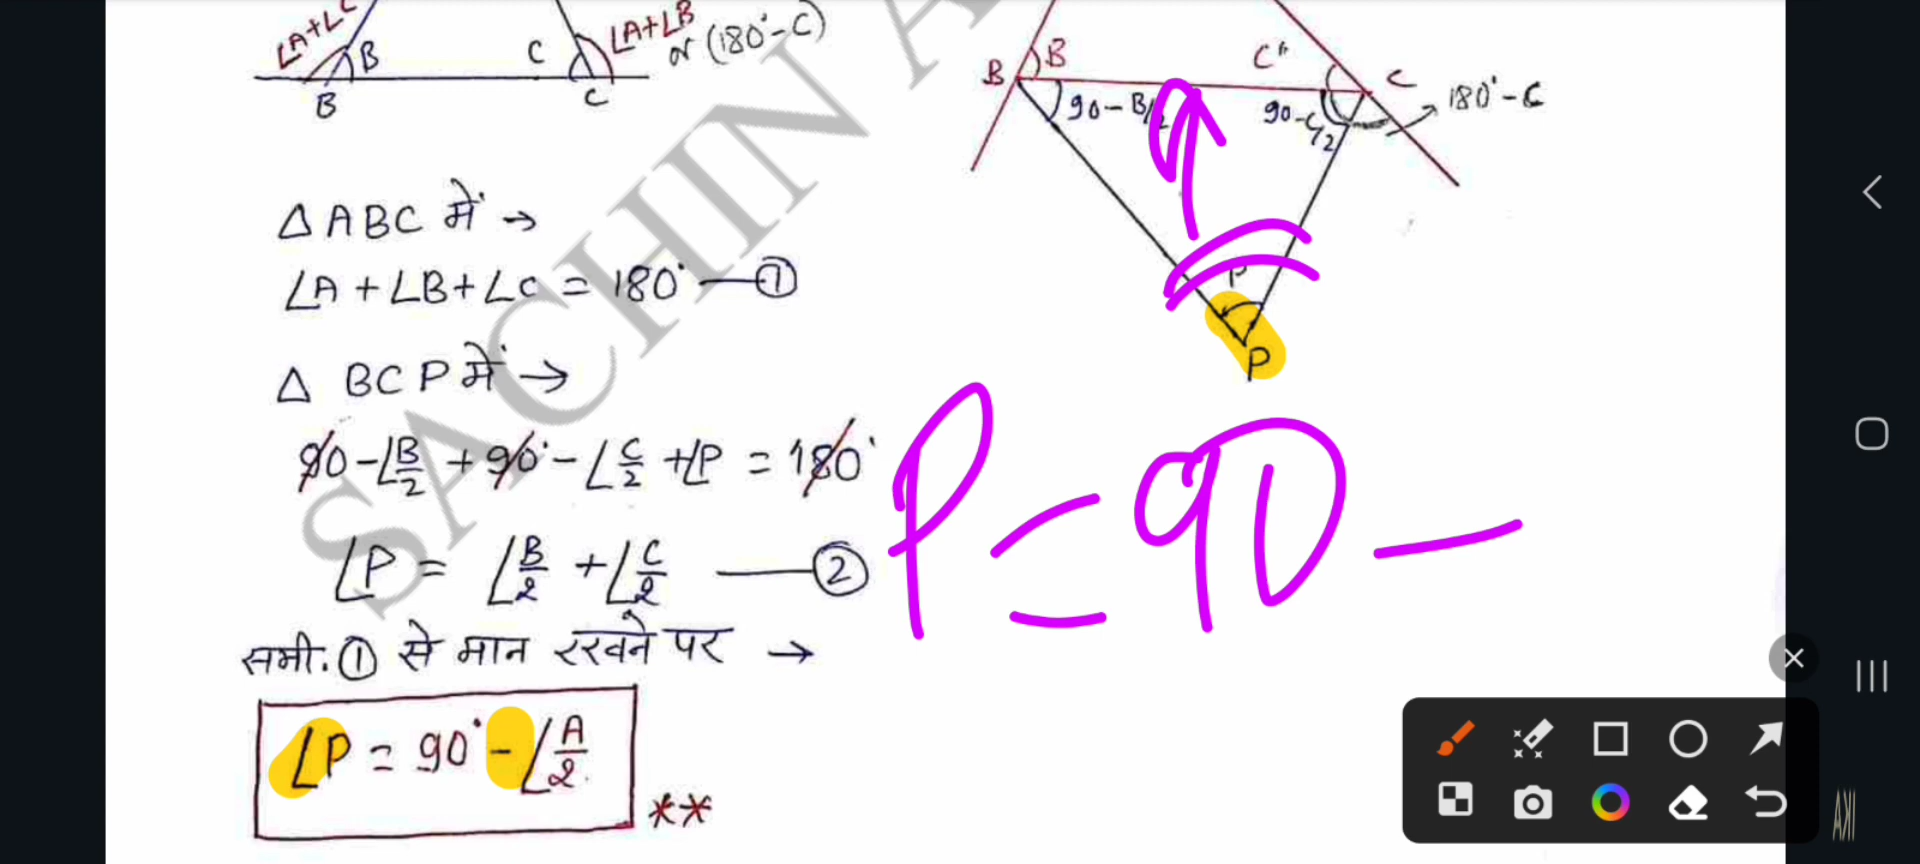 ∠A+∠C
B
B
C
C
∠A+∠B
or (180°-C)
ΔABC में →
∠A+∠B+∠C = 180° —①
Δ BCP में →
90-∠B/2 + 90°-∠C/2 +∠P = 180°
∠P = ∠B/2 +∠C/2 —②
समी.① से मान रखने पर →
∠P = 90° - ∠A/2
**
B
B
C
C
90-B/2
90-C/2
180°-C
P
P
P = 90 -
SACHIN A